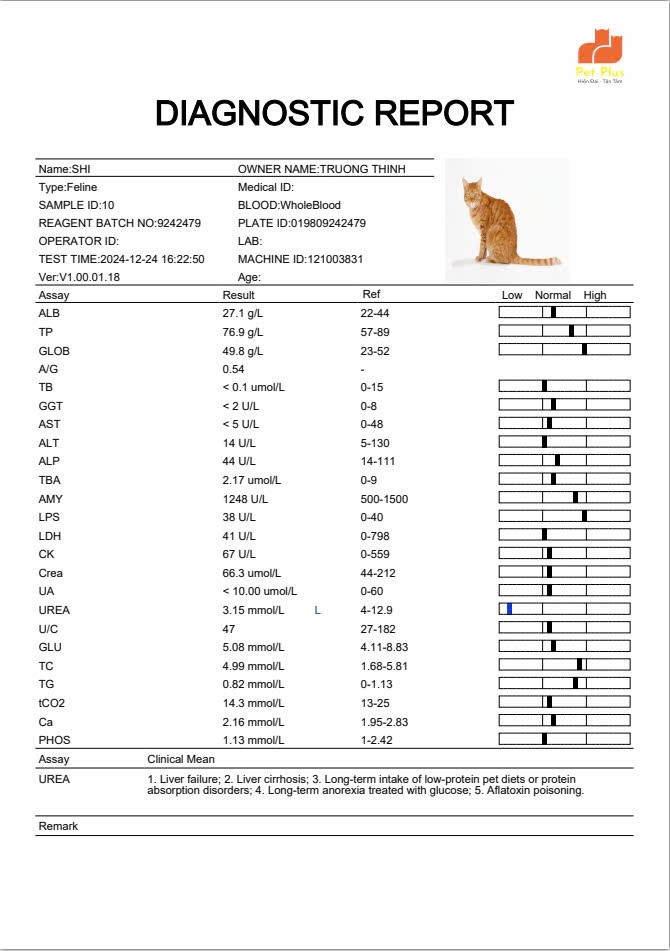 Pet Plus
Hiện Đại - Tận Tâm
DIAGNOSTIC REPORT
Name:SHI OWNER NAME:TRUONG THINH
Type:Feline Medical ID:
SAMPLE ID:10 BLOOD:WholeBlood
REAGENT BATCH NO:9242479 PLATE ID:019809242479
OPERATOR ID: LAB:
TEST TIME:2024-12-24 16:22:50 MACHINE ID:121003831
Ver:V1.00.01.18 Age:
Assay Result Ref Low Normal High
ALB 27.1 g/L 22-44
TP 76.9 g/L 57-89
GLOB 49.8 g/L 23-52
A/G 0.54 -
TB < 0.1 umol/L 0-15
GGT < 2 U/L 0-8
AST < 5 U/L 0-48
ALT 14 U/L 5-130
ALP 44 U/L 14-111
TBA 2.17 umol/L 0-9
AMY 1248 U/L 500-1500
LPS 38 U/L 0-40
LDH 41 U/L 0-798
CK 67 U/L 0-559
Crea 66.3 umol/L 44-212
UA < 10.00 umol/L 0-60
UREA 3.15 mmol/L L 4-12.9
U/C 47 27-182
GLU 5.08 mmol/L 4.11-8.83
TC 4.99 mmol/L 1.68-5.81
TG 0.82 mmol/L 0-1.13
tCO2 14.3 mmol/L 13-25
Ca 2.16 mmol/L 1.95-2.83
PHOS 1.13 mmol/L 1-2.42
Assay Clinical Mean
UREA 1. Liver failure; 2. Liver cirrhosis; 3. Long-term intake of low-protein pet diets or protein
absorption disorders; 4. Long-term anorexia treated with glucose; 5. Aflatoxin poisoning.
Remark